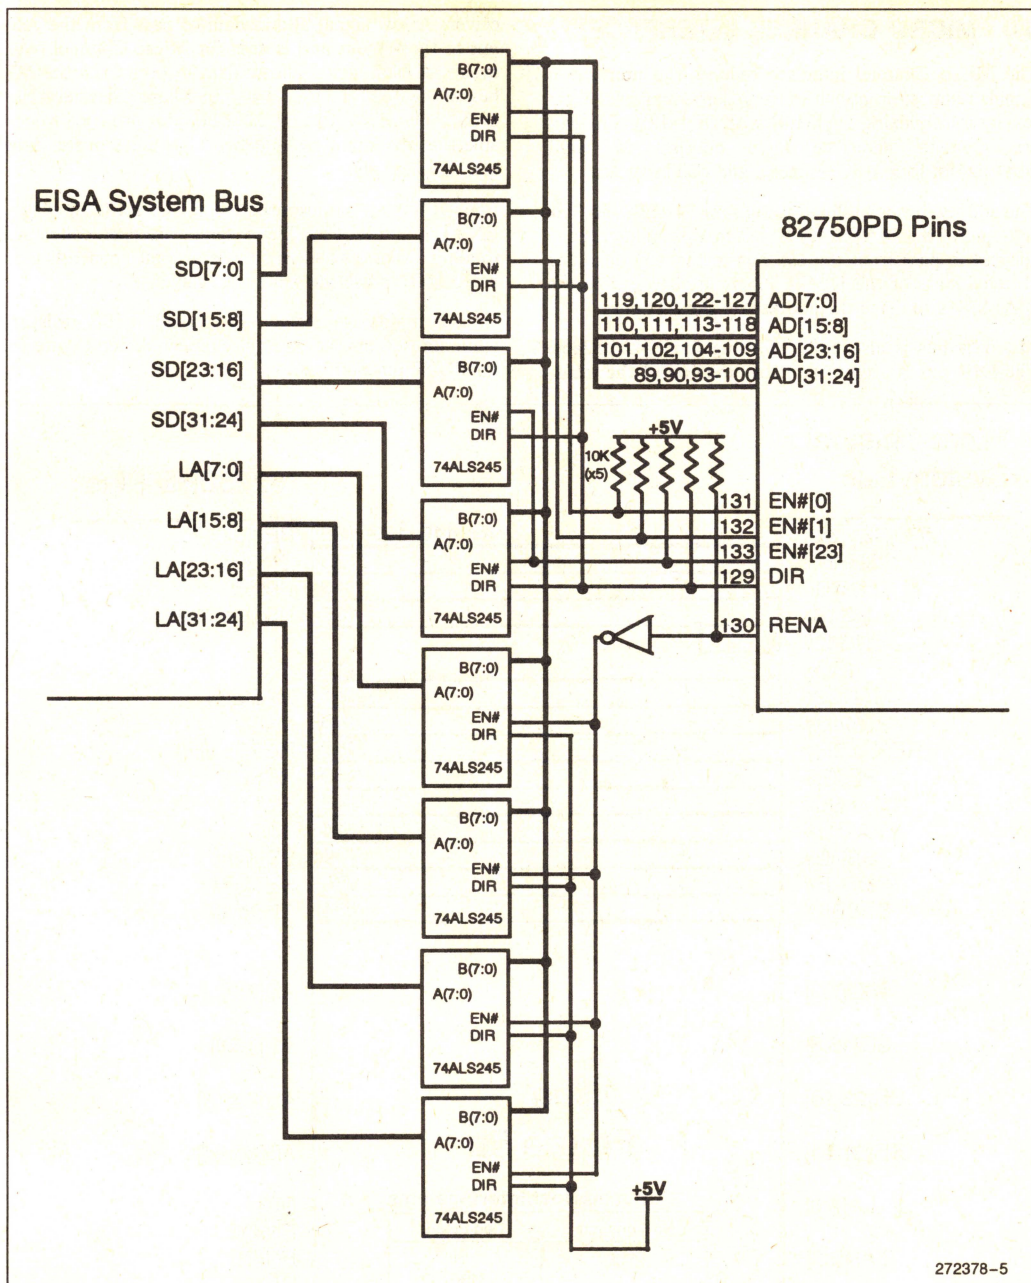 EISA System Bus
SD[7:0]
SD[15:8]
SD[23:16]
SD[31:24]
LA[7:0]
LA[15:8]
LA[23:16]
LA[31:24]
B(7:0)
A(7:0)
EN#
DIR
74ALS245
B(7:0)
A(7:0)
EN#
DIR
74ALS245
B(7:0)
A(7:0)
EN#
DIR
74ALS245
B(7:0)
A(7:0)
EN#
DIR
74ALS245
B(7:0)
A(7:0)
EN#
DIR
74ALS245
B(7:0)
A(7:0)
EN#
DIR
74ALS245
B(7:0)
A(7:0)
EN#
DIR
74ALS245
B(7:0)
A(7:0)
EN#
DIR
74ALS245
82750PD Pins
119,120,122-127 AD[7:0]
110,111,113-118 AD[15:8]
101,102,104-109 AD[23:16]
89,90,93-100 AD[31:24]
+5V
10K
(x5)
131 EN#[0]
132 EN#[1]
133 EN#[23]
129 DIR
130 RENA
+5V
272378-5